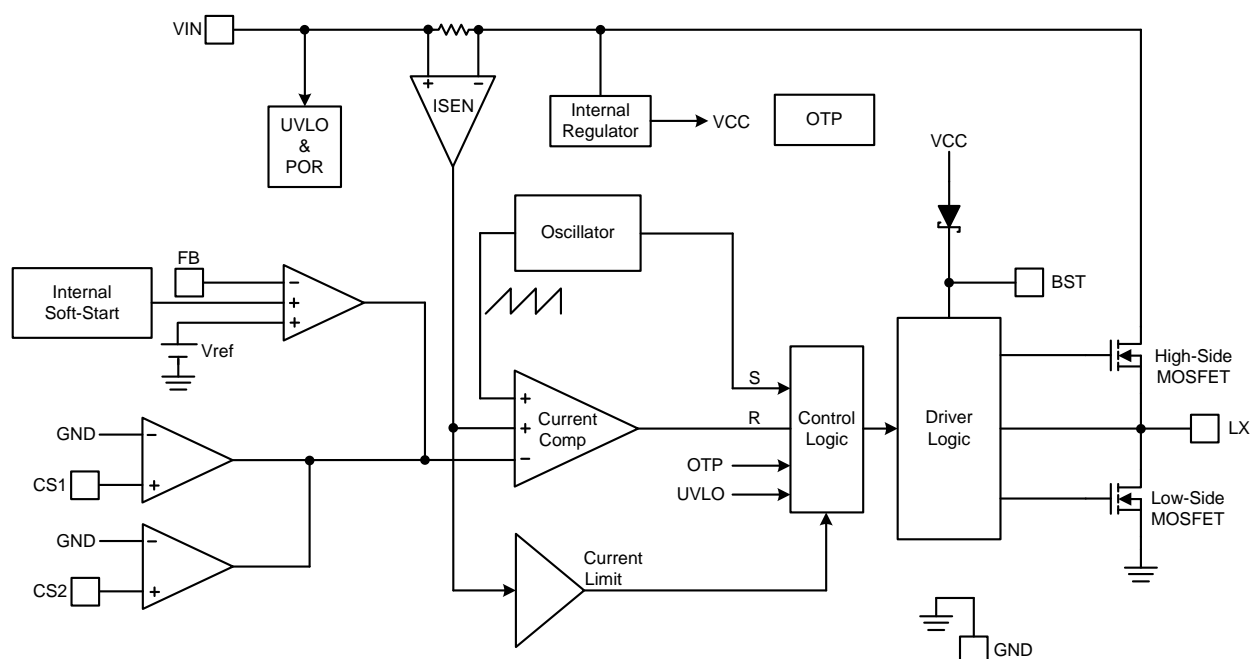 VIN
+ −
ISEN
UVLO
&
POR
Internal
Regulator
VCC
OTP
VCC
Oscillator
FB
Internal
Soft-Start
−
+
+
Vref
BST
High-Side
MOSFET
S
R
+
+
−
Current
Comp
Control
Logic
Driver
Logic
LX
GND
−
CS1
+
OTP
UVLO
Low-Side
MOSFET
GND
−
CS2
+
Current
Limit
GND